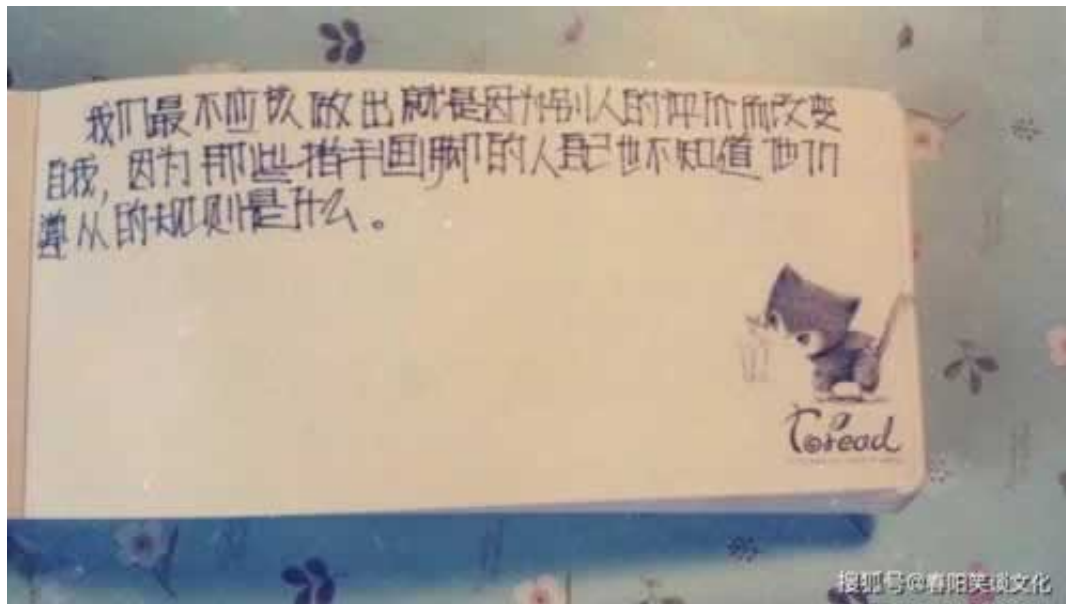 我们最不应该做出就是因为别人的评价而改变
自我,因为那些指手画脚的人自己也不知道他们
遵从的规则是什么。
Coread
搜狐号@春阳笑谈文化